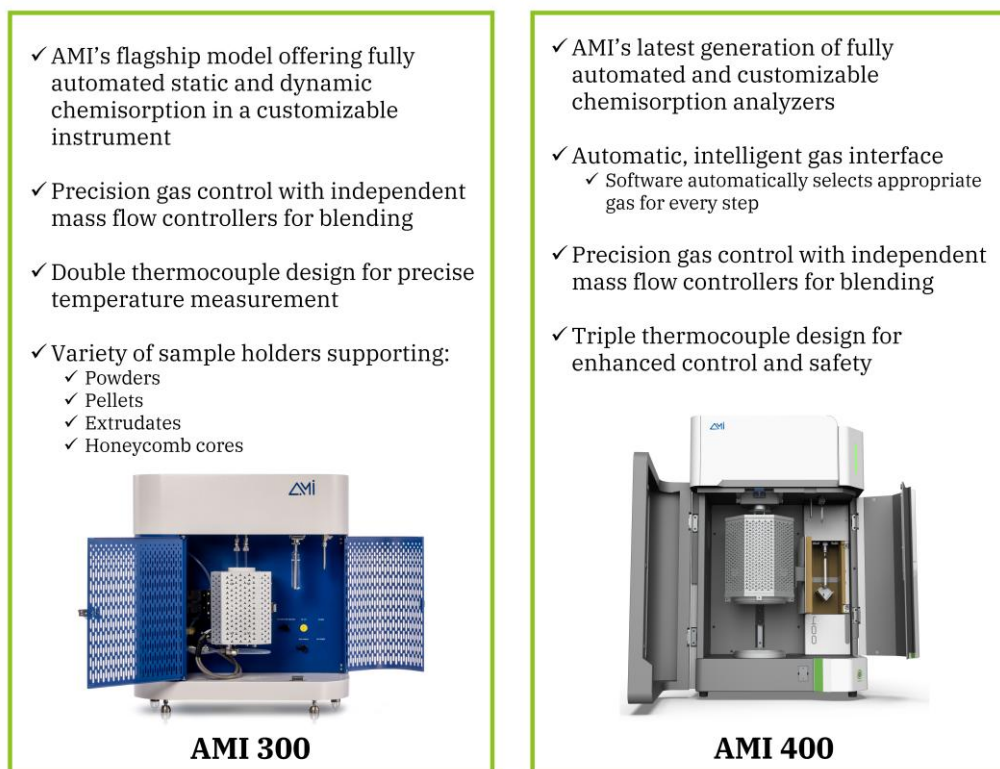 ✓ AMI’s flagship model offering fully
automated static and dynamic
chemisorption in a customizable
instrument
✓ Precision gas control with independent
mass flow controllers for blending
✓ Double thermocouple design for precise
temperature measurement
✓ Variety of sample holders supporting:
✓ Powders
✓ Pellets
✓ Extrudates
✓ Honeycomb cores
AMI
AMI 300
✓ AMI’s latest generation of fully
automated and customizable
chemisorption analyzers
✓ Automatic, intelligent gas interface
✓ Software automatically selects appropriate
gas for every step
✓ Precision gas control with independent
mass flow controllers for blending
✓ Triple thermocouple design for
enhanced control and safety
AMI
400
AMI 400